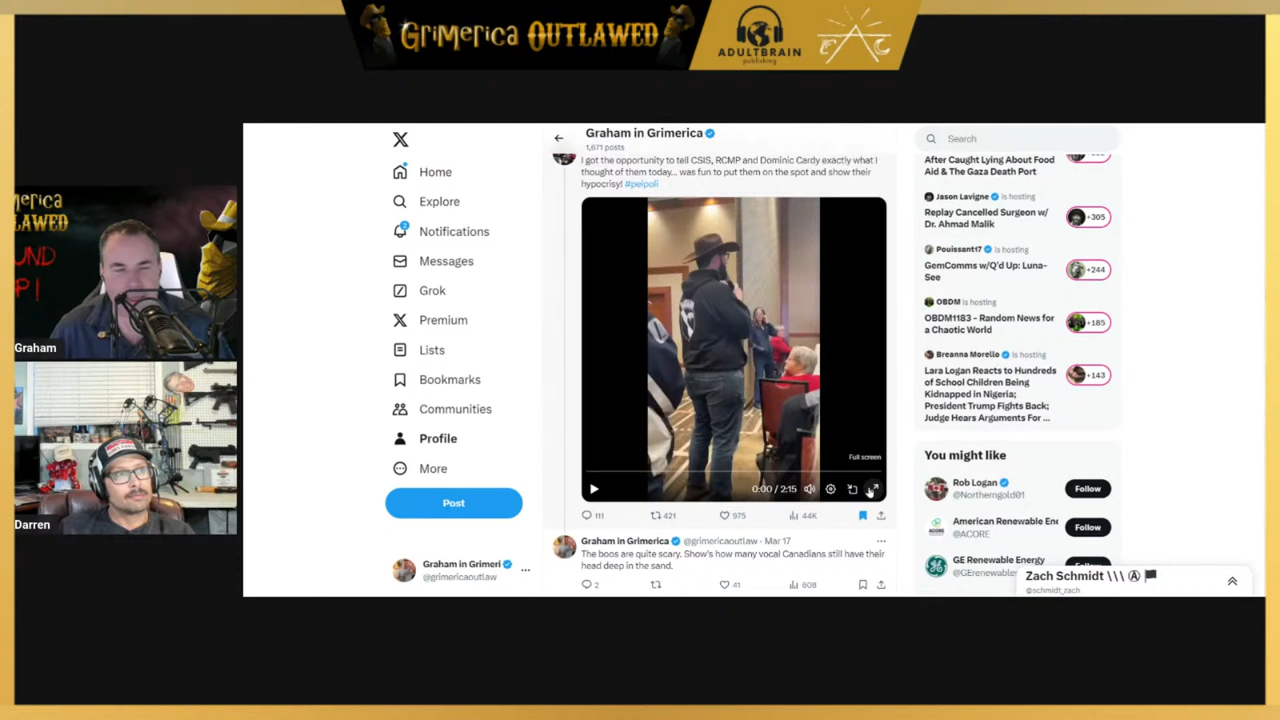 GRIMERICA OUTLAWED
ADULTBRAIN
publishing
Graham
Darren
Home
Explore
Notifications
Messages
Grok
Premium
Lists
Bookmarks
Communities
Profile
More
Post
Graham in Grimeri
@grimericaoutlaw
Graham in Grimerica
1,671 posts
I got the opportunity to tell CSIS, RCMP and Dominic Cardy exactly what I
thought of them today... was fun to put them on the spot and show their
hypocrisy! #peipoli
Full screen
0:00 / 2:15
111
421
975
44K
Graham in Grimerica @grimericaoutlaw · Mar 17
The boos are quite scary. Show's how many vocal Canadians still have their
head deep in the sand.
2
41
608
Search
After Caught Lying About Food
Aid & The Gaza Death Port
Jason Lavigne is hosting
Replay Cancelled Surgeon w/
Dr. Ahmad Malik
+305
Pouissant17 is hosting
GemComms w/Q'd Up: Luna-
See
+244
OBDM is hosting
OBDM1183 - Random News for
a Chaotic World
+185
Breanna Morello is hosting
Lara Logan Reacts to Hundreds
of School Children Being
Kidnapped in Nigeria;
President Trump Fights Back;
Judge Hears Arguments For ...
+143
You might like
Rob Logan
@Northerngold01
Follow
American Renewable Ene
@ACORE
Follow
GE Renewable Energy
@GErenewables
Zach Schmidt \\\ Ⓐ
@schmidt_zach